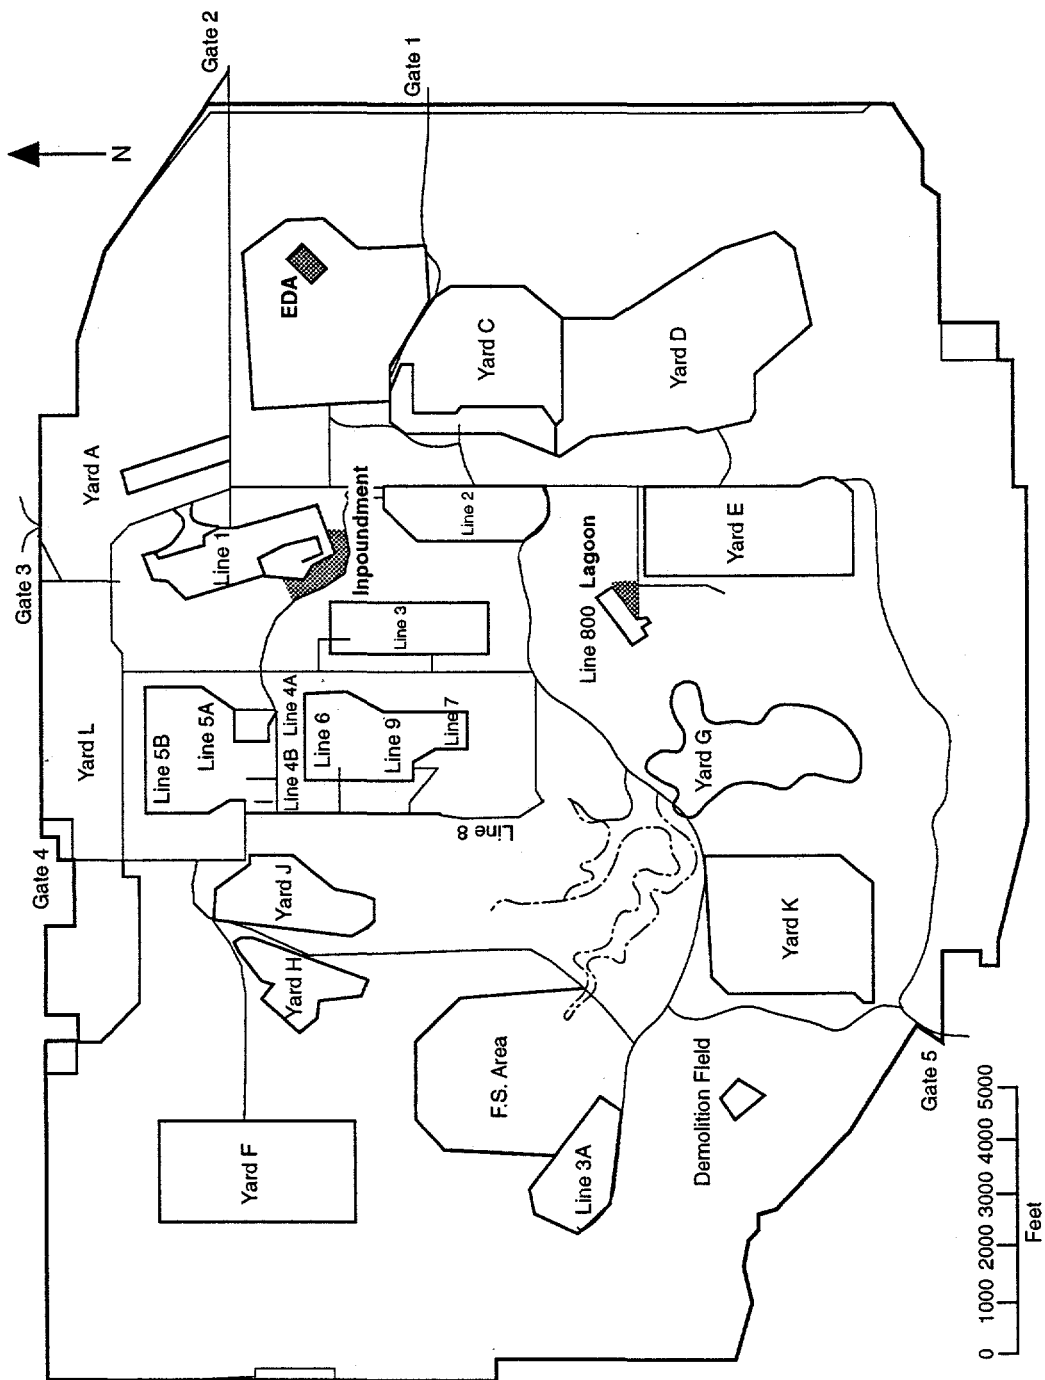 Gate 2
Gate 1
N
EDA
Yard C
Yard D
Yard A
Gate 3
Line 1
Inpoundment
Line 2
Lagoon
Yard E
Line 3
Line 800
Yard L
Line 5B
Line 5A
Line 4A
Line 4B
Line 6
Line 9
Line 7
Line 8
Yard G
Gate 4
Yard J
Yard H
Yard K
F.S. Area
Yard F
Line 3A
Demolition Field
Gate 5
0 1000 2000 3000 4000 5000
Feet